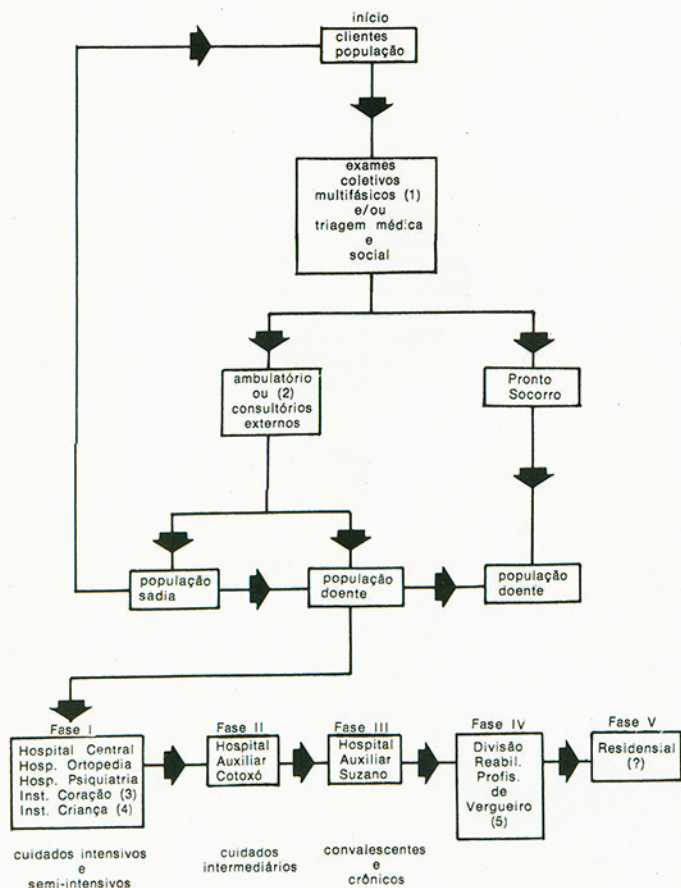 início
clientes
população
exames
coletivos
multifásicos (1)
e/ou
triagem médica
e
social
ambulatório
ou (2)
consultórios
externos
Pronto
Socorro
população
sadia
população
doente
população
doente
Fase I
Hospital Central
Hosp. Ortopedia
Hosp. Psiquiatria
Inst. Coração (3)
Inst. Criança (4)
cuidados intensivos
e
semi-intensivos
Fase II
Hospital
Auxiliar
Cotoxó
cuidados
intermediários
Fase III
Hospital
Auxiliar
Suzano
convalescentes
e
crônicos
Fase IV
Divisão
Reabil.
Profis.
de
Vergueiro
(5)
Fase V
Residensial
(?)